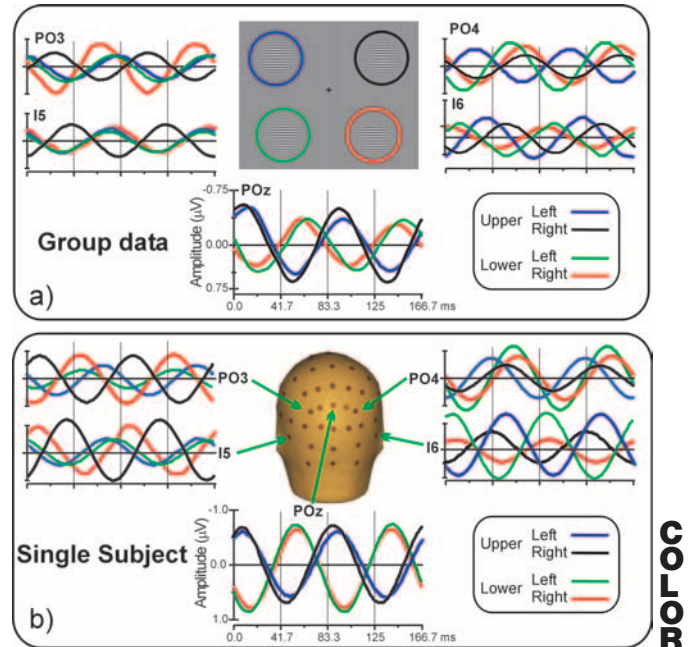 PO3
PO4
I5
I6
POz
-0.75
0.00
0.75
Amplitude (µV)
0.0 41.7 83.3 125 166.7 ms
Group data
a)
Upper Left
Right
Lower Left
Right
PO3
PO4
I5
I6
POz
-1.0
0.0
1.0
Amplitude (µV)
0.0 41.7 83.3 125 166.7 ms
Single Subject
b)
Upper Left
Right
Lower Left
Right
COLOR